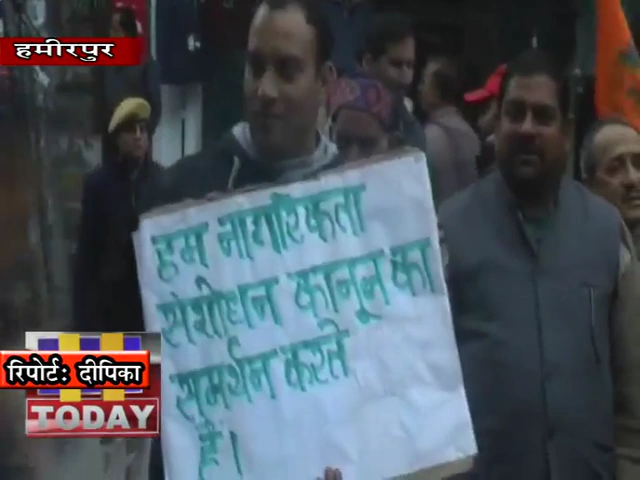 हमीरपुर
हम नागरिकता
संशोधन कानून का
समर्थन करते
है।
रिपोर्ट: दीपिका
TODAY